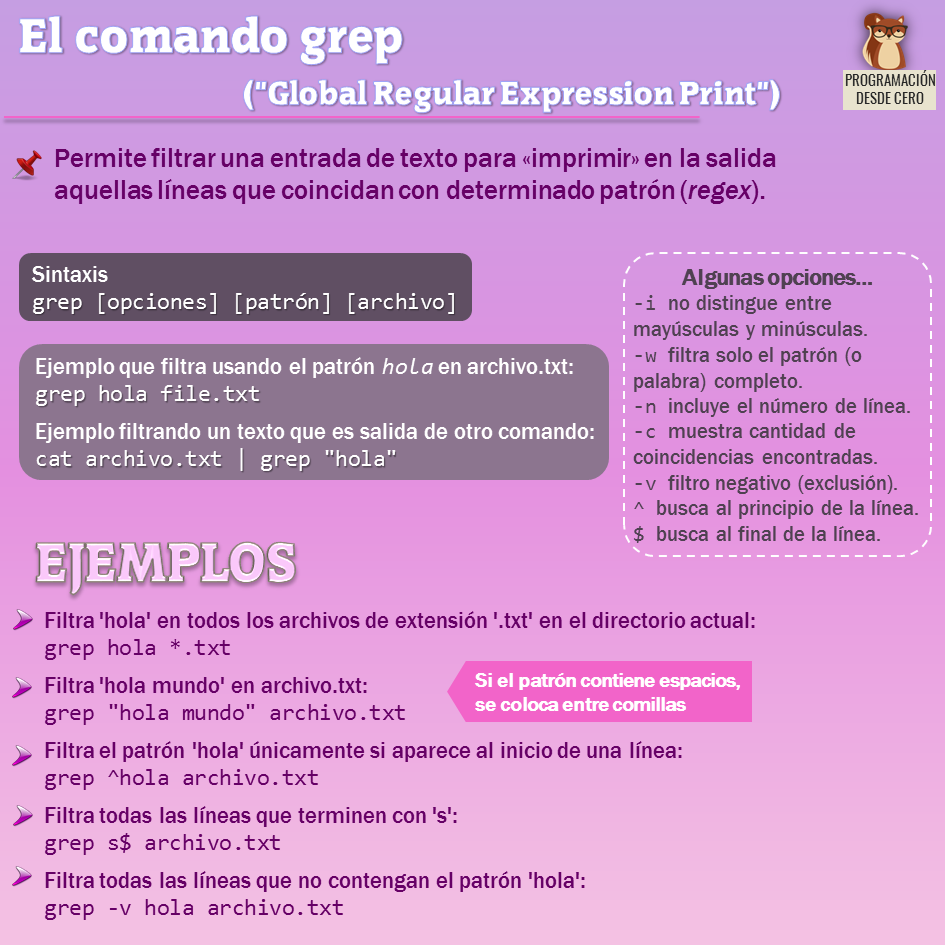 El comando grep
("Global Regular Expression Print")
PROGRAMACIÓN
DESDE CERO
Permite filtrar una entrada de texto para «imprimir» en la salida
aquellas líneas que coincidan con determinado patrón (regex).
Sintaxis
grep [opciones] [patrón] [archivo]
Ejemplo que filtra usando el patrón hola en archivo.txt:
grep hola file.txt
Ejemplo filtrando un texto que es salida de otro comando:
cat archivo.txt | grep "hola"
Algunas opciones...
-i no distingue entre
mayúsculas y minúsculas.
-w filtra solo el patrón (o
palabra) completo.
-n incluye el número de línea.
-c muestra cantidad de
coincidencias encontradas.
-v filtro negativo (exclusión).
^ busca al principio de la línea.
$ busca al final de la línea.
EJEMPLOS
Filtra 'hola' en todos los archivos de extensión '.txt' en el directorio actual:
grep hola *.txt
Filtra 'hola mundo' en archivo.txt:
grep "hola mundo" archivo.txt
Si el patrón contiene espacios,
se coloca entre comillas
Filtra el patrón 'hola' únicamente si aparece al inicio de una línea:
grep ^hola archivo.txt
Filtra todas las líneas que terminen con 's':
grep s$ archivo.txt
Filtra todas las líneas que no contengan el patrón 'hola':
grep -v hola archivo.txt